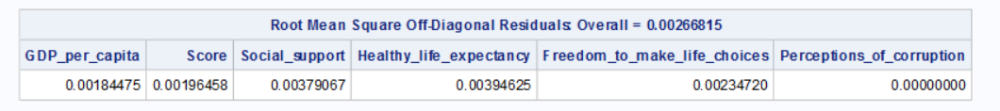 Root Mean Square Off-Diagonal Residuals: Overall = 0.00266815
GDP_per_capita Score Social_support Healthy_life_expectancy Freedom_to_make_life_choices Perceptions_of_corruption
0.00184475 0.00196458 0.00379067 0.00394625 0.00234720 0.00000000